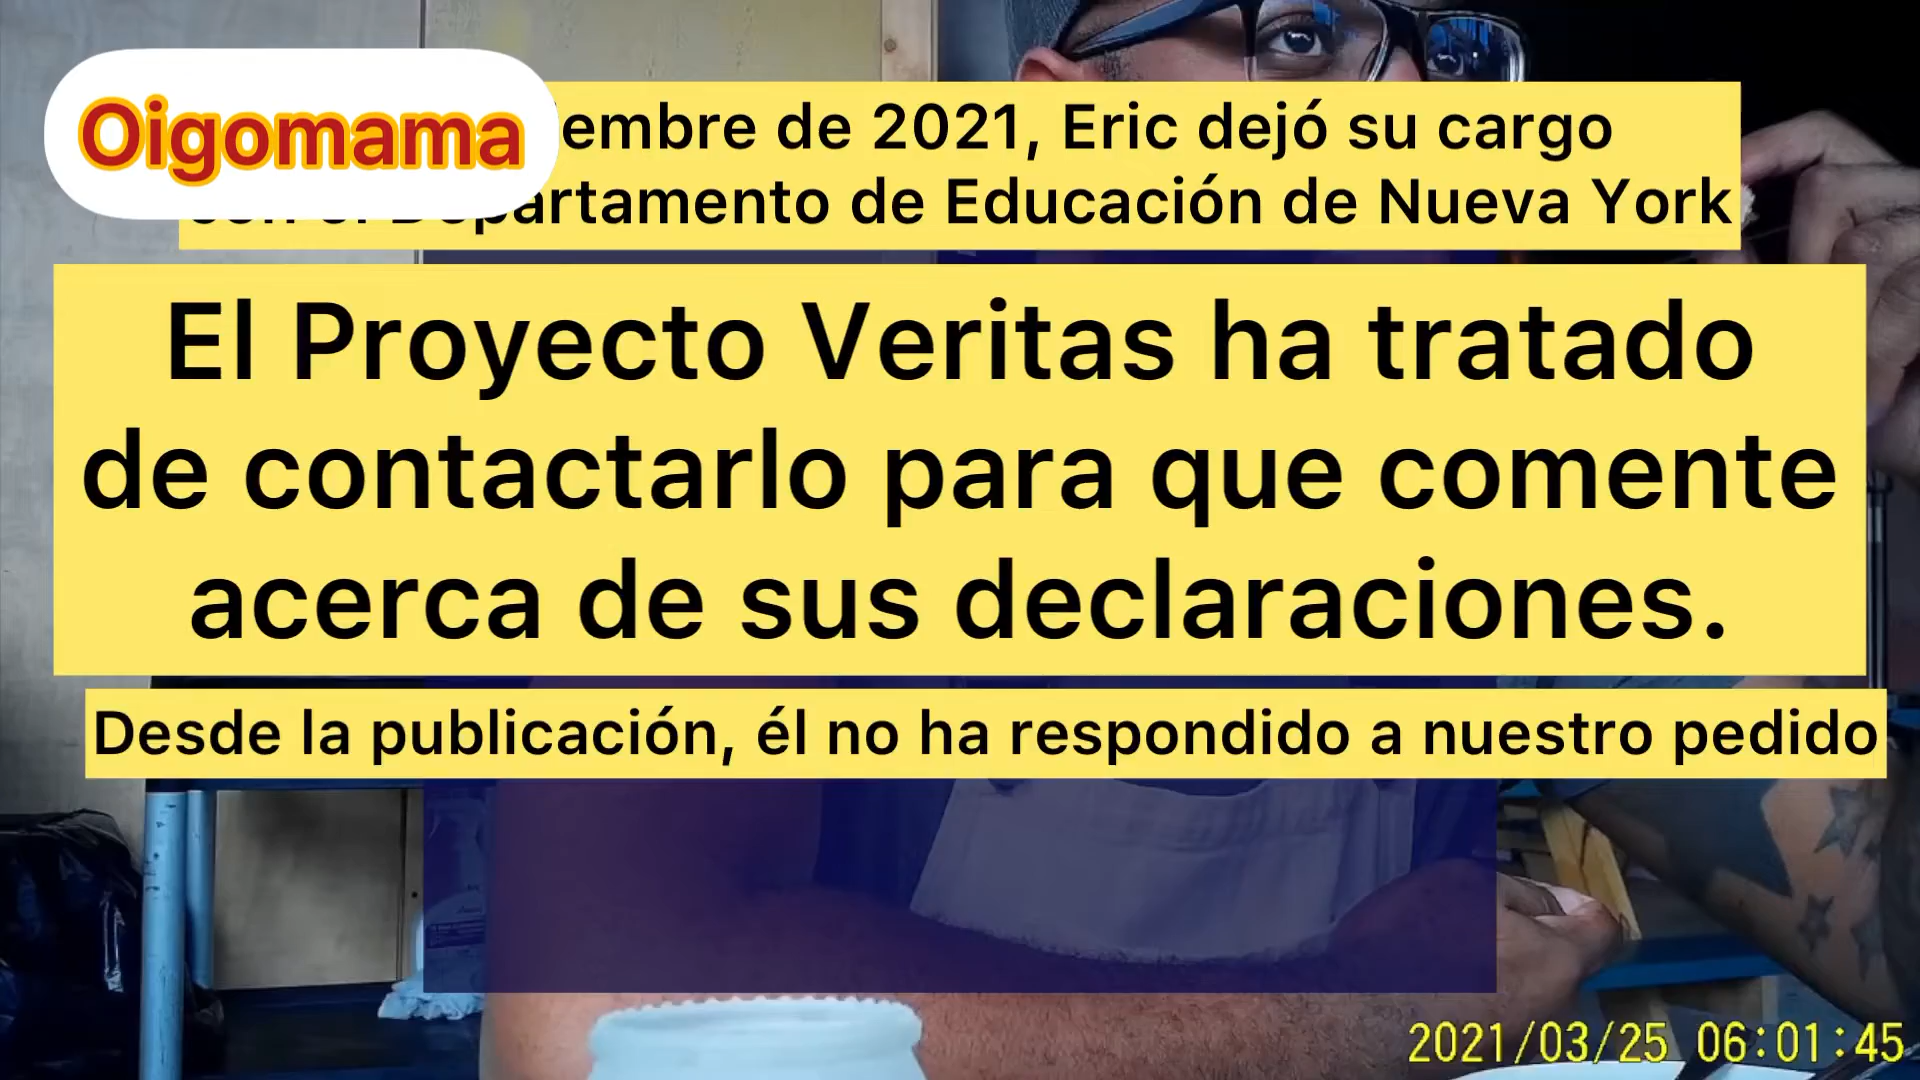 Oigomama
embre de 2021, Eric dejó su cargo
Departamento de Educación de Nueva York
El Proyecto Veritas ha tratado
de contactarlo para que comente
acerca de sus declaraciones.
Desde la publicación, él no ha respondido a nuestro pedido
2021/03/25 06:01:45